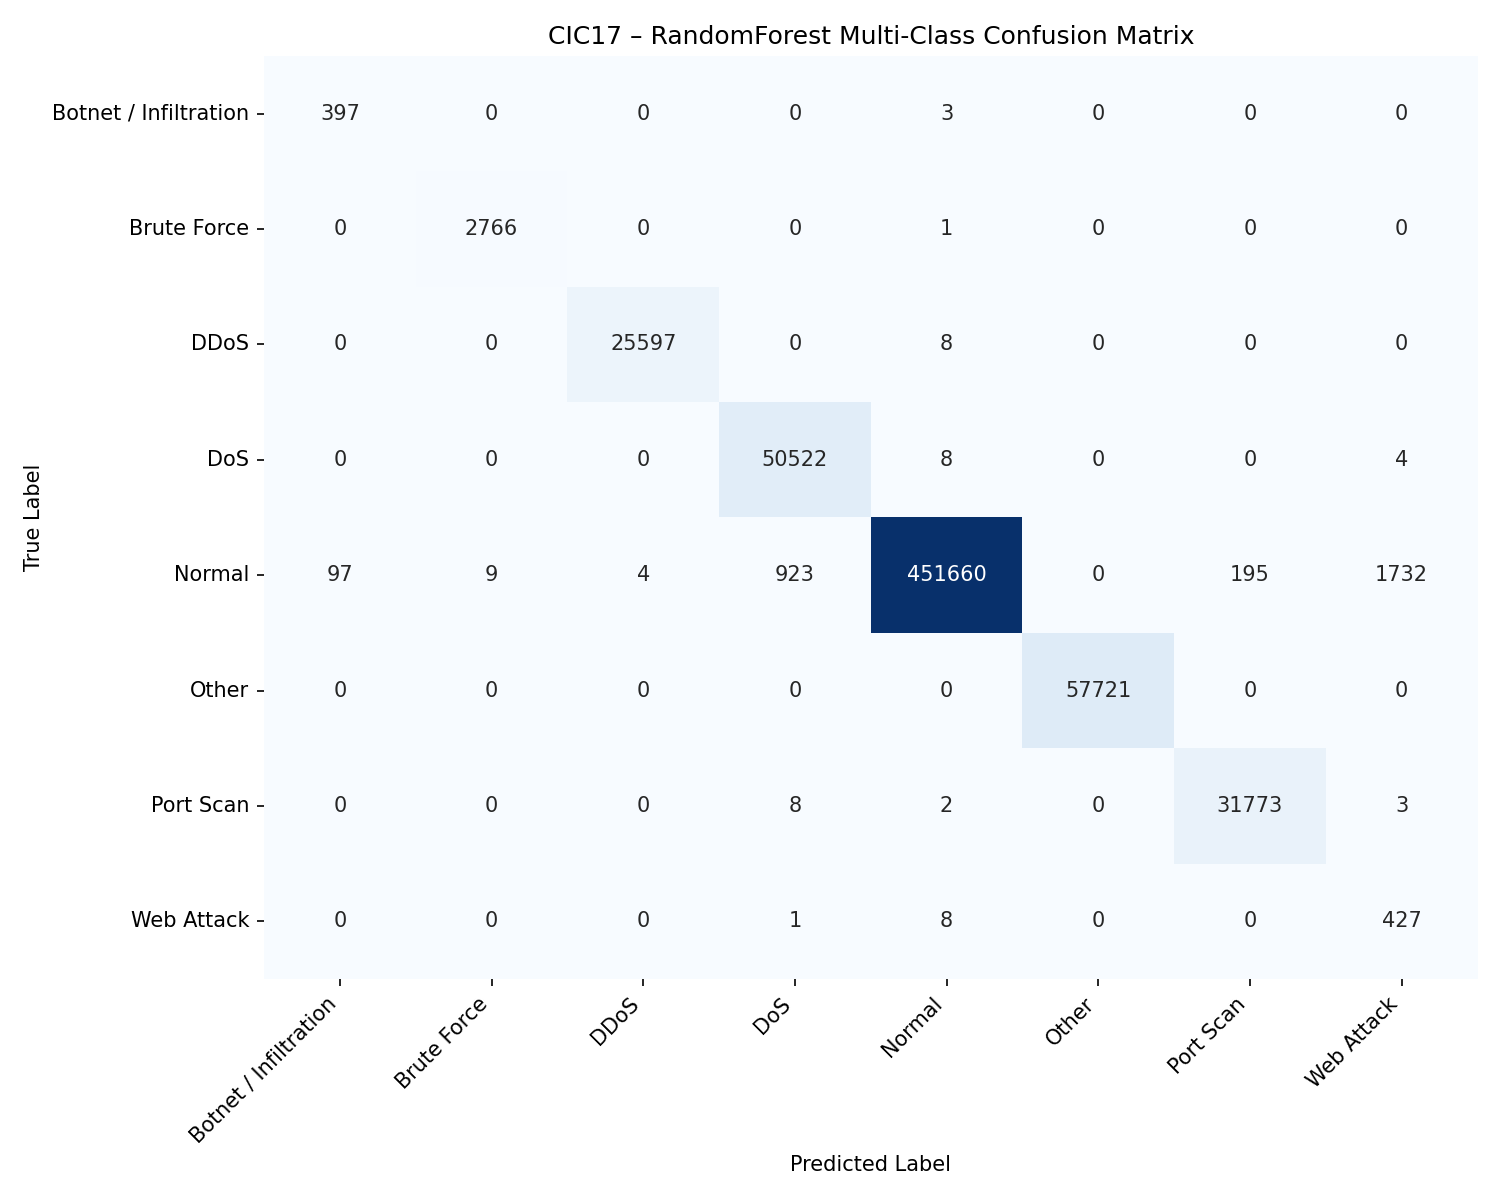 CIC17 – RandomForest Multi-Class Confusion Matrix
True Label
Botnet / Infiltration 397 0 0 0 3 0 0 0
Brute Force 0 2766 0 0 1 0 0 0
DDoS 0 0 25597 0 8 0 0 0
DoS 0 0 0 50522 8 0 0 4
Normal 97 9 4 923 451660 0 195 1732
Other 0 0 0 0 0 57721 0 0
Port Scan 0 0 0 8 2 0 31773 3
Web Attack 0 0 0 1 8 0 0 427
Botnet / Infiltration Brute Force DDoS DoS Normal Other Port Scan Web Attack
Predicted Label